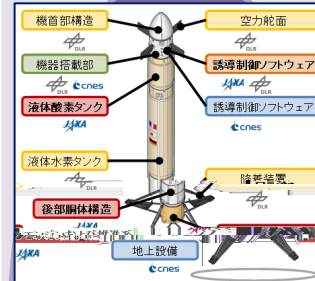 機首部構造
DLR
空力舵面
DLR
機器搭載部
DLR
cnes
誘導制御ソフトウェア
JAXA
DLR
液体酸素タンク
JAXA
誘導制御ソフトウェア
cnes
液体水素タンク
DLR
降着装置
DLR
後部胴体構造
JAXA
地上設備
cnes